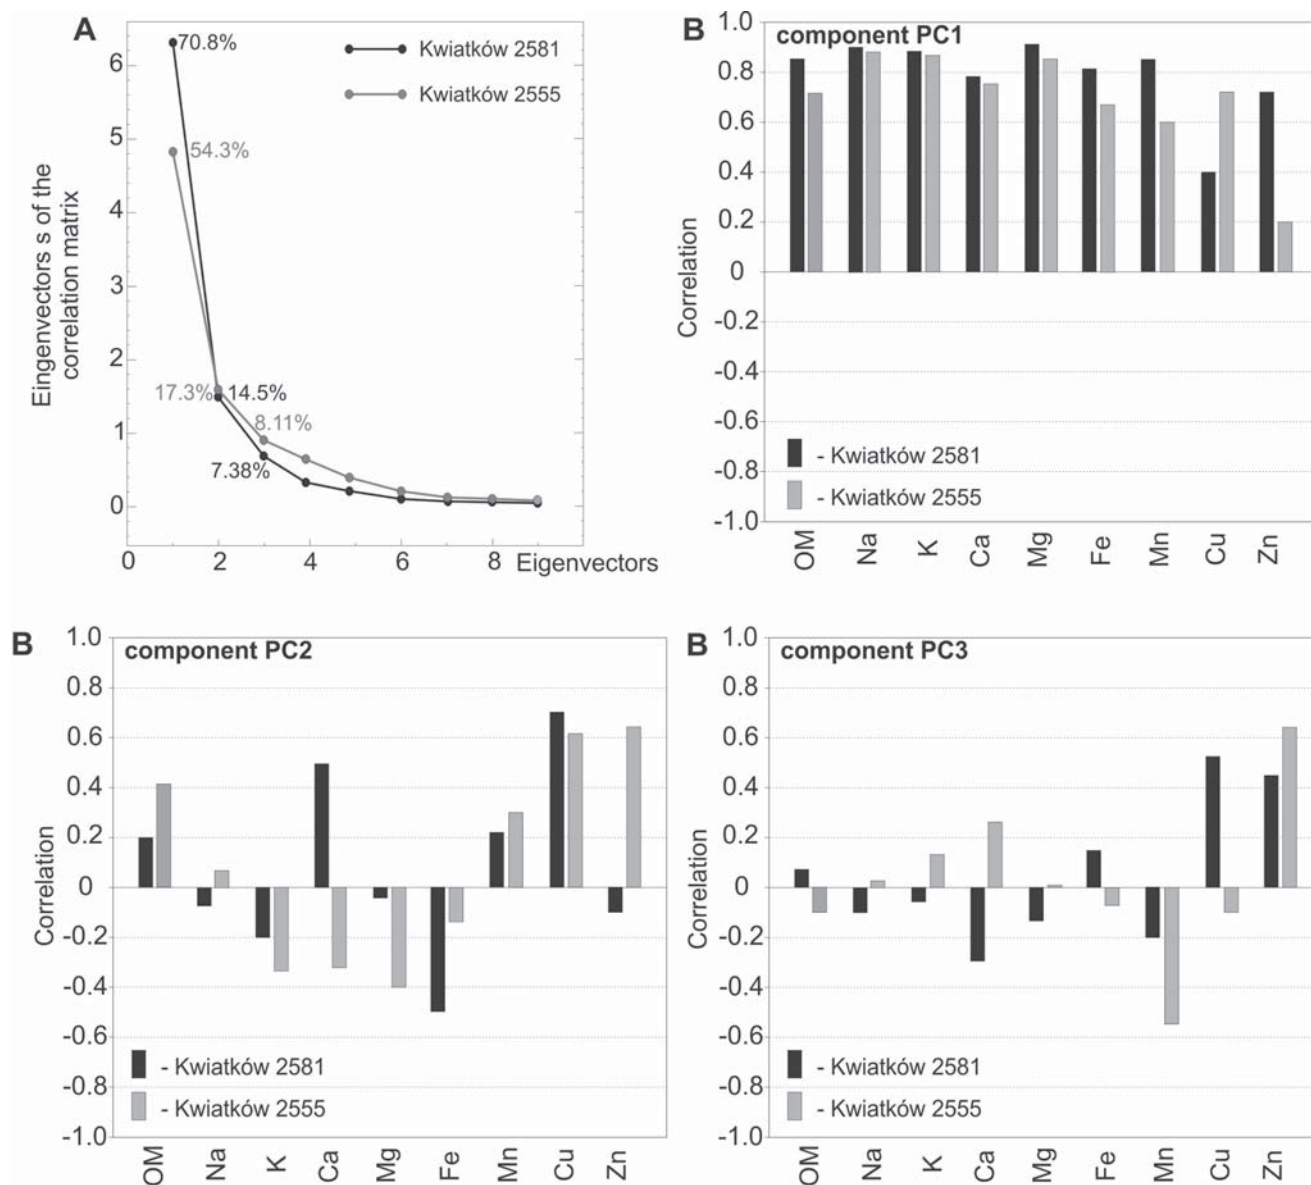 A
70.8%
Kwiatków 2581
Kwiatków 2555
54.3%
17.3%
14.5%
8.11%
7.38%
6
5
4
3
2
1
0
Eingenvectors s of the
correlation matrix
0
2
4
6
8
Eigenvectors
B
component PC1
1.0
0.8
0.6
0.4
0.2
0
-0.2
-0.4
-0.6
-0.8
-1.0
Correlation
- Kwiatków 2581
- Kwiatków 2555
OM
Na
K
Ca
Mg
Fe
Mn
Cu
Zn
B
component PC2
1.0
0.8
0.6
0.4
0.2
0
-0.2
-0.4
-0.6
-0.8
-1.0
Correlation
- Kwiatków 2581
- Kwiatków 2555
OM
Na
K
Ca
Mg
Fe
Mn
Cu
Zn
B
component PC3
1.0
0.8
0.6
0.4
0.2
0
-0.2
-0.4
-0.6
-0.8
-1.0
Correlation
- Kwiatków 2581
- Kwiatków 2555
OM
Na
K
Ca
Mg
Fe
Mn
Cu
Zn